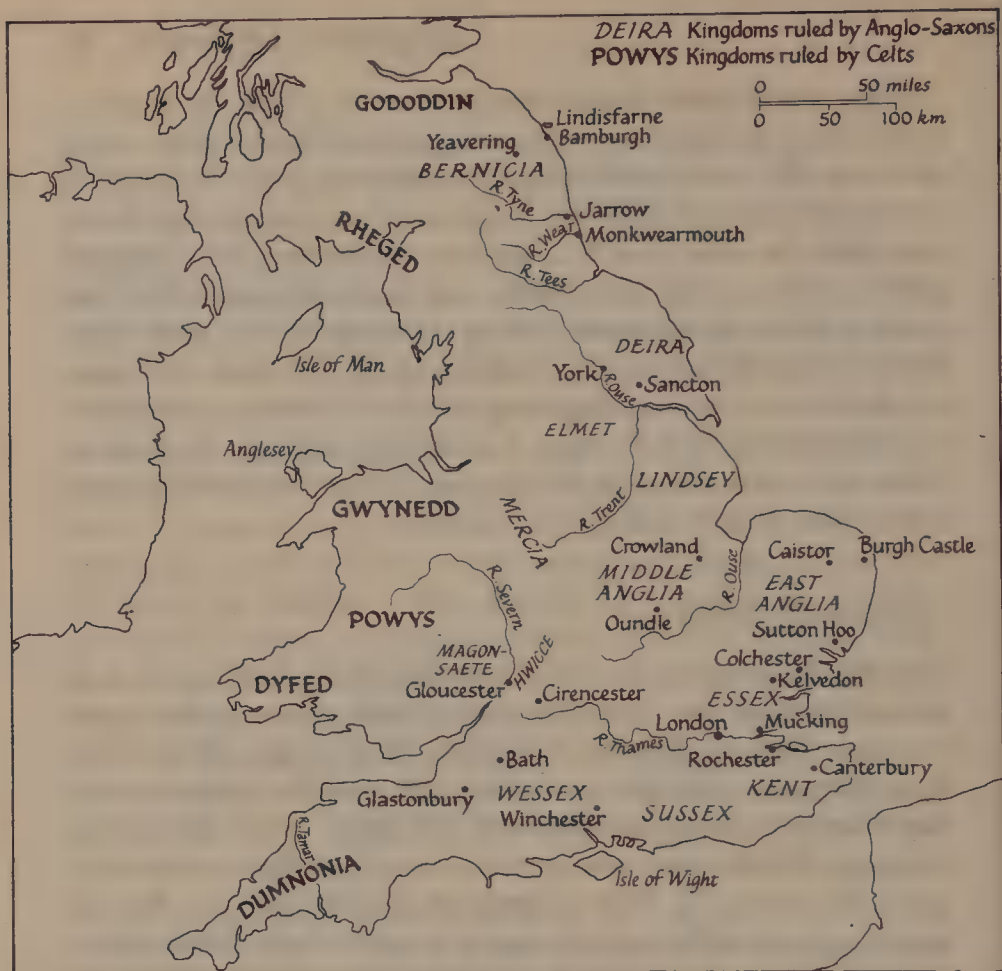 DEIRA Kingdoms ruled by Anglo-Saxons
POWYS Kingdoms ruled by Celts
0 50 miles
0 50 100 km
GODODDIN
Lindisfarne
Bamburgh
Yeavering
BERNICIA
R. Tyne
Jarrow
R. Wear
Monkwearmouth
RHEGED
R. Tees
Isle of Man
DEIRA
York
R. Ouse
Sancton
ELMET
Anglesey
LINDSEY
GWYNEDD
MERCIA
R. Trent
Crowland
Caistor
Burgh Castle
MIDDLE
ANGLIA
R. Ouse
EAST
ANGLIA
R. Severn
POWYS
Oundle
Sutton Hoo
MAGON-
SAETE
HWICCE
Colchester
Kelvedon
DYFED
Gloucester
Cirencester
ESSEX
London
Mucking
R. Thames
Rochester
Canterbury
Bath
KENT
Glastonbury
WESSEX
Winchester
SUSSEX
R. Tamar
DUMNONIA
Isle of Wight